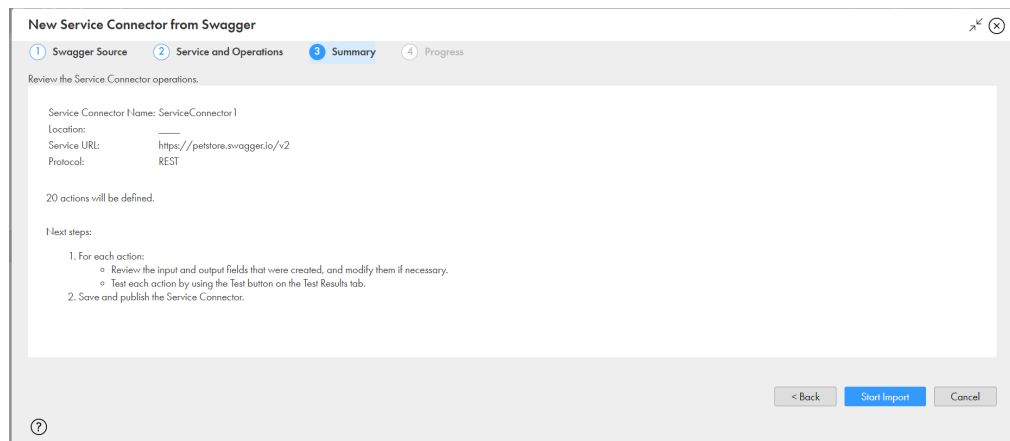 New Service Connector from Swagger
1 Swagger Source 2 Service and Operations 3 Summary 4 Progress
Review the Service Connector operations.
Service Connector Name: ServiceConnector1
Location: ____
Service URL: https://petstore.swagger.io/v2
Protocol: REST
20 actions will be defined.
Next steps:
1. For each action:
Review the input and output fields that were created, and modify them if necessary.
Test each action by using the Test button on the Test Results tab.
2. Save and publish the Service Connector.
< Back Start Import Cancel
?